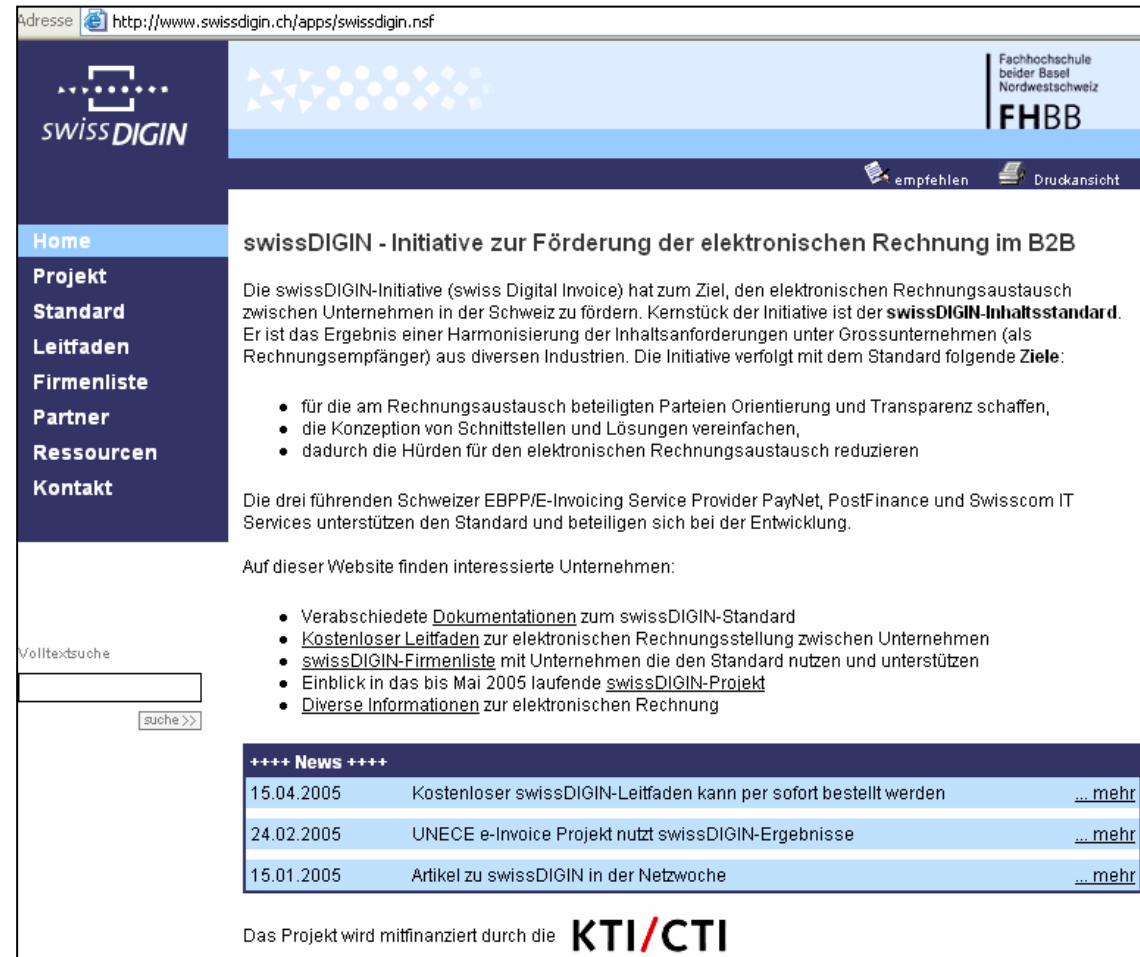 Adresse http://www.swissdigin.ch/apps/swissdigin.nsf
swissDIGIN
Fachhochschule
beider Basel
Nordwestschweiz
FHBB
empfehlen Druckansicht
Home
Projekt
Standard
Leitfaden
Firmenliste
Partner
Ressourcen
Kontakt
Volltextsuche
suche >>
swissDIGIN - Initiative zur Förderung der elektronischen Rechnung im B2B
Die swissDIGIN-Initiative (swiss Digital Invoice) hat zum Ziel, den elektronischen Rechnungsaustausch
zwischen Unternehmen in der Schweiz zu fördern. Kernstück der Initiative ist der swissDIGIN-Inhaltsstandard.
Er ist das Ergebnis einer Harmonisierung der Inhaltsanforderungen unter Grossunternehmen (als
Rechnungsempfänger) aus diversen Industrien. Die Initiative verfolgt mit dem Standard folgende Ziele:
● für die am Rechnungsaustausch beteiligten Parteien Orientierung und Transparenz schaffen,
● die Konzeption von Schnittstellen und Lösungen vereinfachen,
● dadurch die Hürden für den elektronischen Rechnungsaustausch reduzieren
Die drei führenden Schweizer EBPP/E-Invoicing Service Provider PayNet, PostFinance und Swisscom IT
Services unterstützen den Standard und beteiligen sich bei der Entwicklung.
Auf dieser Website finden interessierte Unternehmen:
● Verabschiedete Dokumentationen zum swissDIGIN-Standard
● Kostenloser Leitfaden zur elektronischen Rechnungsstellung zwischen Unternehmen
● swissDIGIN-Firmenliste mit Unternehmen die den Standard nutzen und unterstützen
● Einblick in das bis Mai 2005 laufende swissDIGIN-Projekt
● Diverse Informationen zur elektronischen Rechnung
++++ News ++++
15.04.2005 Kostenloser swissDIGIN-Leitfaden kann per sofort bestellt werden ... mehr
24.02.2005 UNECE e-Invoice Projekt nutzt swissDIGIN-Ergebnisse ... mehr
15.01.2005 Artikel zu swissDIGIN in der Netzwoche ... mehr
Das Projekt wird mitfinanziert durch die KTI/CTI